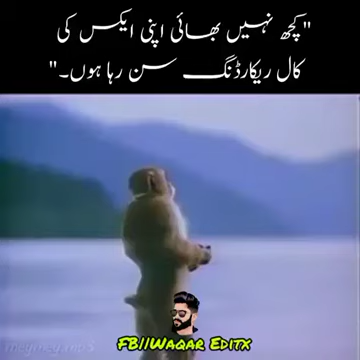 "کچھ نہیں بھائی اپنی ایکس کی
کال ریکارڈنگ سن رہا ہوں۔"
FB||Waqar Editx